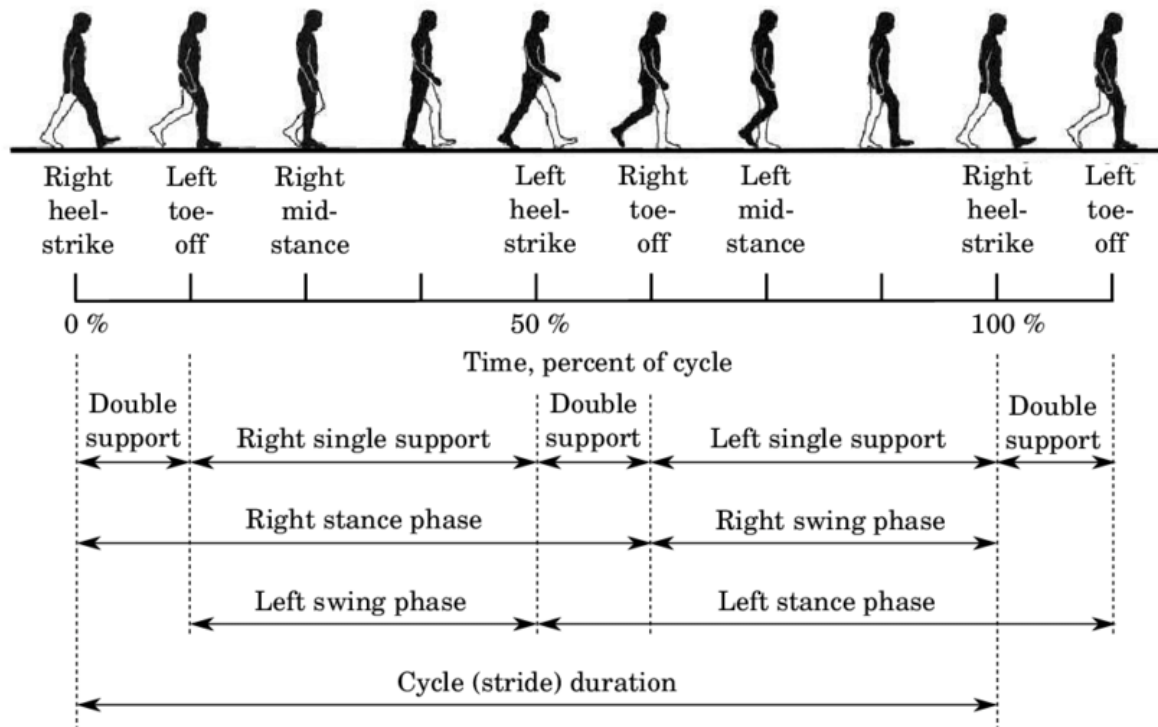 Right Left Right Left Right Left Right Left
heel- toe- mid- heel- toe- mid- heel- toe-
strike off stance strike off stance strike off
0 % 50 % 100 %
Time, percent of cycle
Double Double Double
support Right single support support Left single support support
Right stance phase Right swing phase
Left swing phase Left stance phase
Cycle (stride) duration